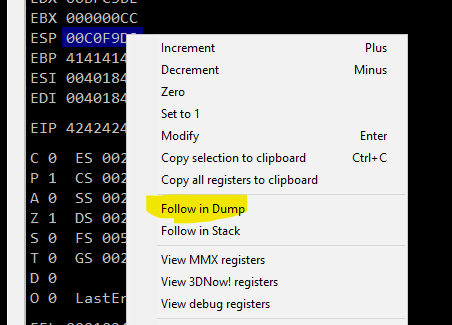 EBX 000000CC
ESP 00C0F9D
EBP 4141414
ESI 0040184
EDI 0040184
EIP 4242424
C 0 ES 002
P 1 CS 002
A 0 SS 002
Z 1 DS 002
S 0 FS 005
T 0 GS 002
D 0
O 0 LastEr
Increment Plus
Decrement Minus
Zero
Set to 1
Modify Enter
Copy selection to clipboard Ctrl+C
Copy all registers to clipboard
Follow in Dump
Follow in Stack
View MMX registers
View 3DNow! registers
View debug registers